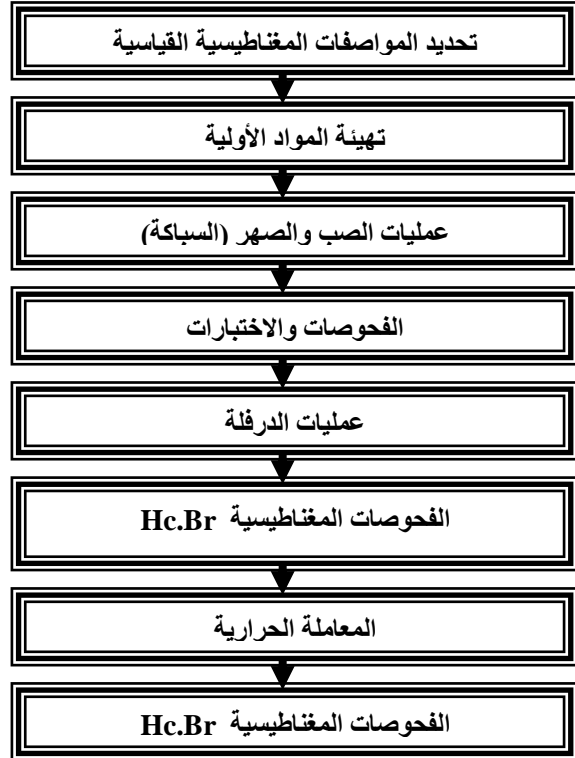 تحديد المواصفات المغناطيسية القياسية
تهيئة المواد الأولية
عمليات الصب والصهر (السباكة)
الفحوصات والاختبارات
عمليات الدرفلة
الفحوصات المغناطيسية Hc.Br
المعاملة الحرارية
الفحوصات المغناطيسية Hc.Br